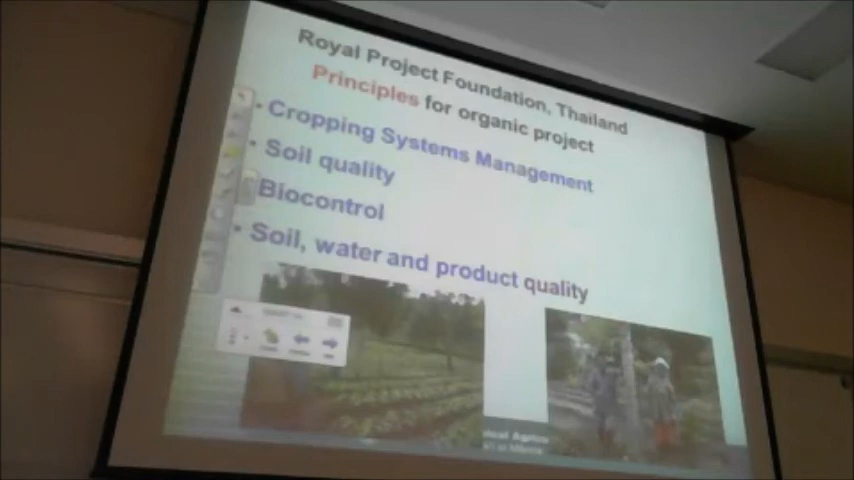 Royal Project Foundation, Thailand
Principles for organic project
• Cropping Systems Management
• Soil quality
Biocontrol
• Soil, water and product quality